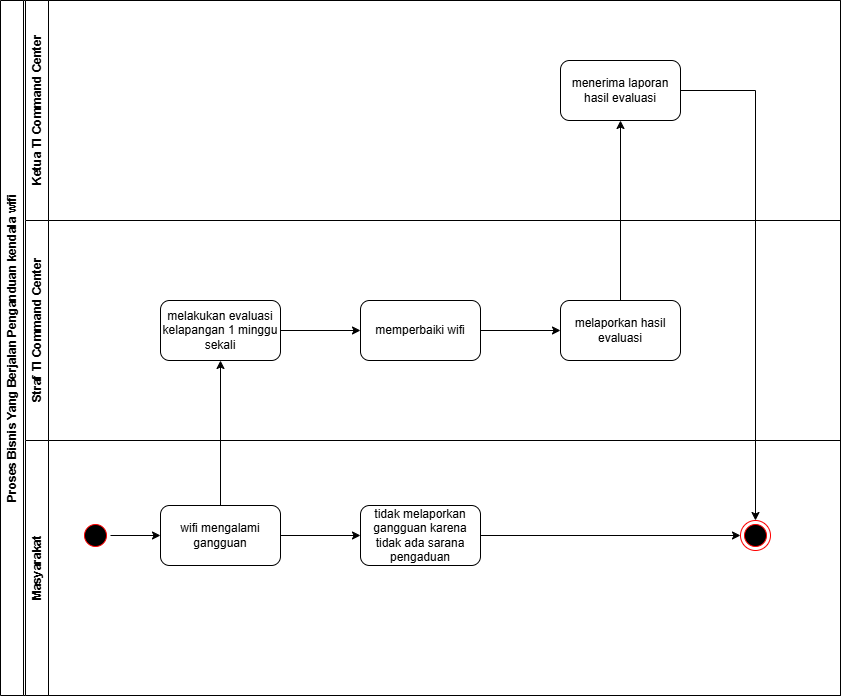 Proses Bisnis Yang Berjalan Penganduan kendala wifi
Ketua TI Command Center
menerima laporan
hasil evaluasi
Straf TI Command Center
melakukan evaluasi
kelapangan 1 minggu
sekali
memperbaiki wifi
melaporkan hasil
evaluasi
Masyarakat
wifi mengalami
gangguan
tidak melaporkan
gangguan karena
tidak ada sarana
pengaduan